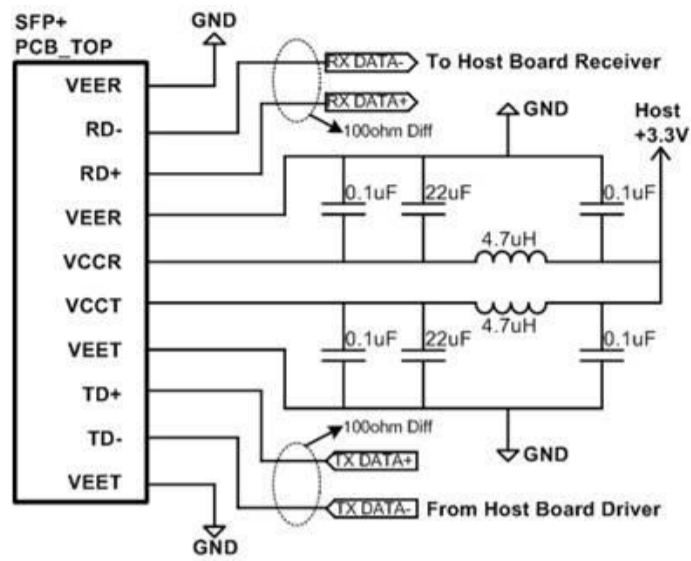 SFP+
PCB_TOP
GND
VEER
RX DATA-
To Host Board Receiver
RD-
RX DATA+
GND
Host
+3.3V
100ohm Diff
RD+
0.1uF
22uF
0.1uF
VEER
4.7uH
VCCR
VCCT
4.7uH
0.1uF
22uF
0.1uF
VEET
TD+
100ohm Diff
TD-
TX DATA+
GND
VEET
TX DATA-
From Host Board Driver
GND